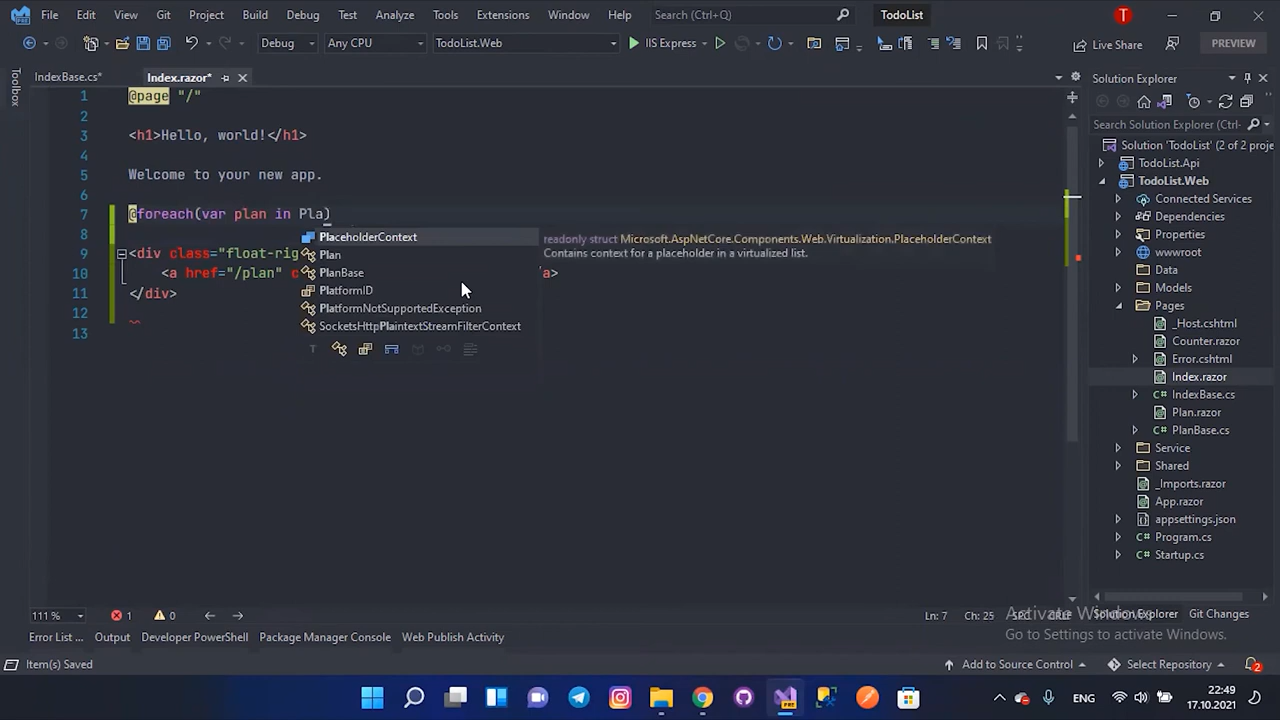 File Edit View Git Project Build Debug Test Analyze Tools Extensions Window Help Search (Ctrl+Q) TodoList T
Debug Any CPU TodoList.Web IIS Express Live Share PREVIEW
Toolbox
IndexBase.cs* Index.razor*
Solution Explorer
Search Solution Explorer (Ctrl+
Solution 'TodoList' (2 of 2 proje
TodoList.Api
TodoList.Web
Connected Services
Dependencies
Properties
wwwroot
Data
Models
Pages
_Host.cshtml
Counter.razor
Error.cshtml
Index.razor
IndexBase.cs
Plan.razor
PlanBase.cs
Service
Shared
_Imports.razor
App.razor
appsettings.json
Program.cs
Startup.cs
1 @page "/"
2
3 <h1>Hello, world!</h1>
4
5 Welcome to your new app.
6
7 @foreach(var plan in Pla)
8
9 <div class="float-rig
10 <a href="/plan" c /a>
11 </div>
12
13
PlaceholderContext
Plan
PlanBase
PlatformID
PlatformNotSupportedException
SocketsHttpPlaintextStreamFilterContext
readonly struct Microsoft.AspNetCore.Components.Web.Virtualization.PlaceholderContext
Contains context for a placeholder in a virtualized list.
111 % 1 0 Ln: 7 Ch: 25 SPC CRLF
Solution Explorer Git Changes
Activate Windows
Go to Settings to activate Windows.
Error List ... Output Developer PowerShell Package Manager Console Web Publish Activity
Item(s) Saved Add to Source Control Select Repository 2
PRE ENG 22:49
17.10.2021